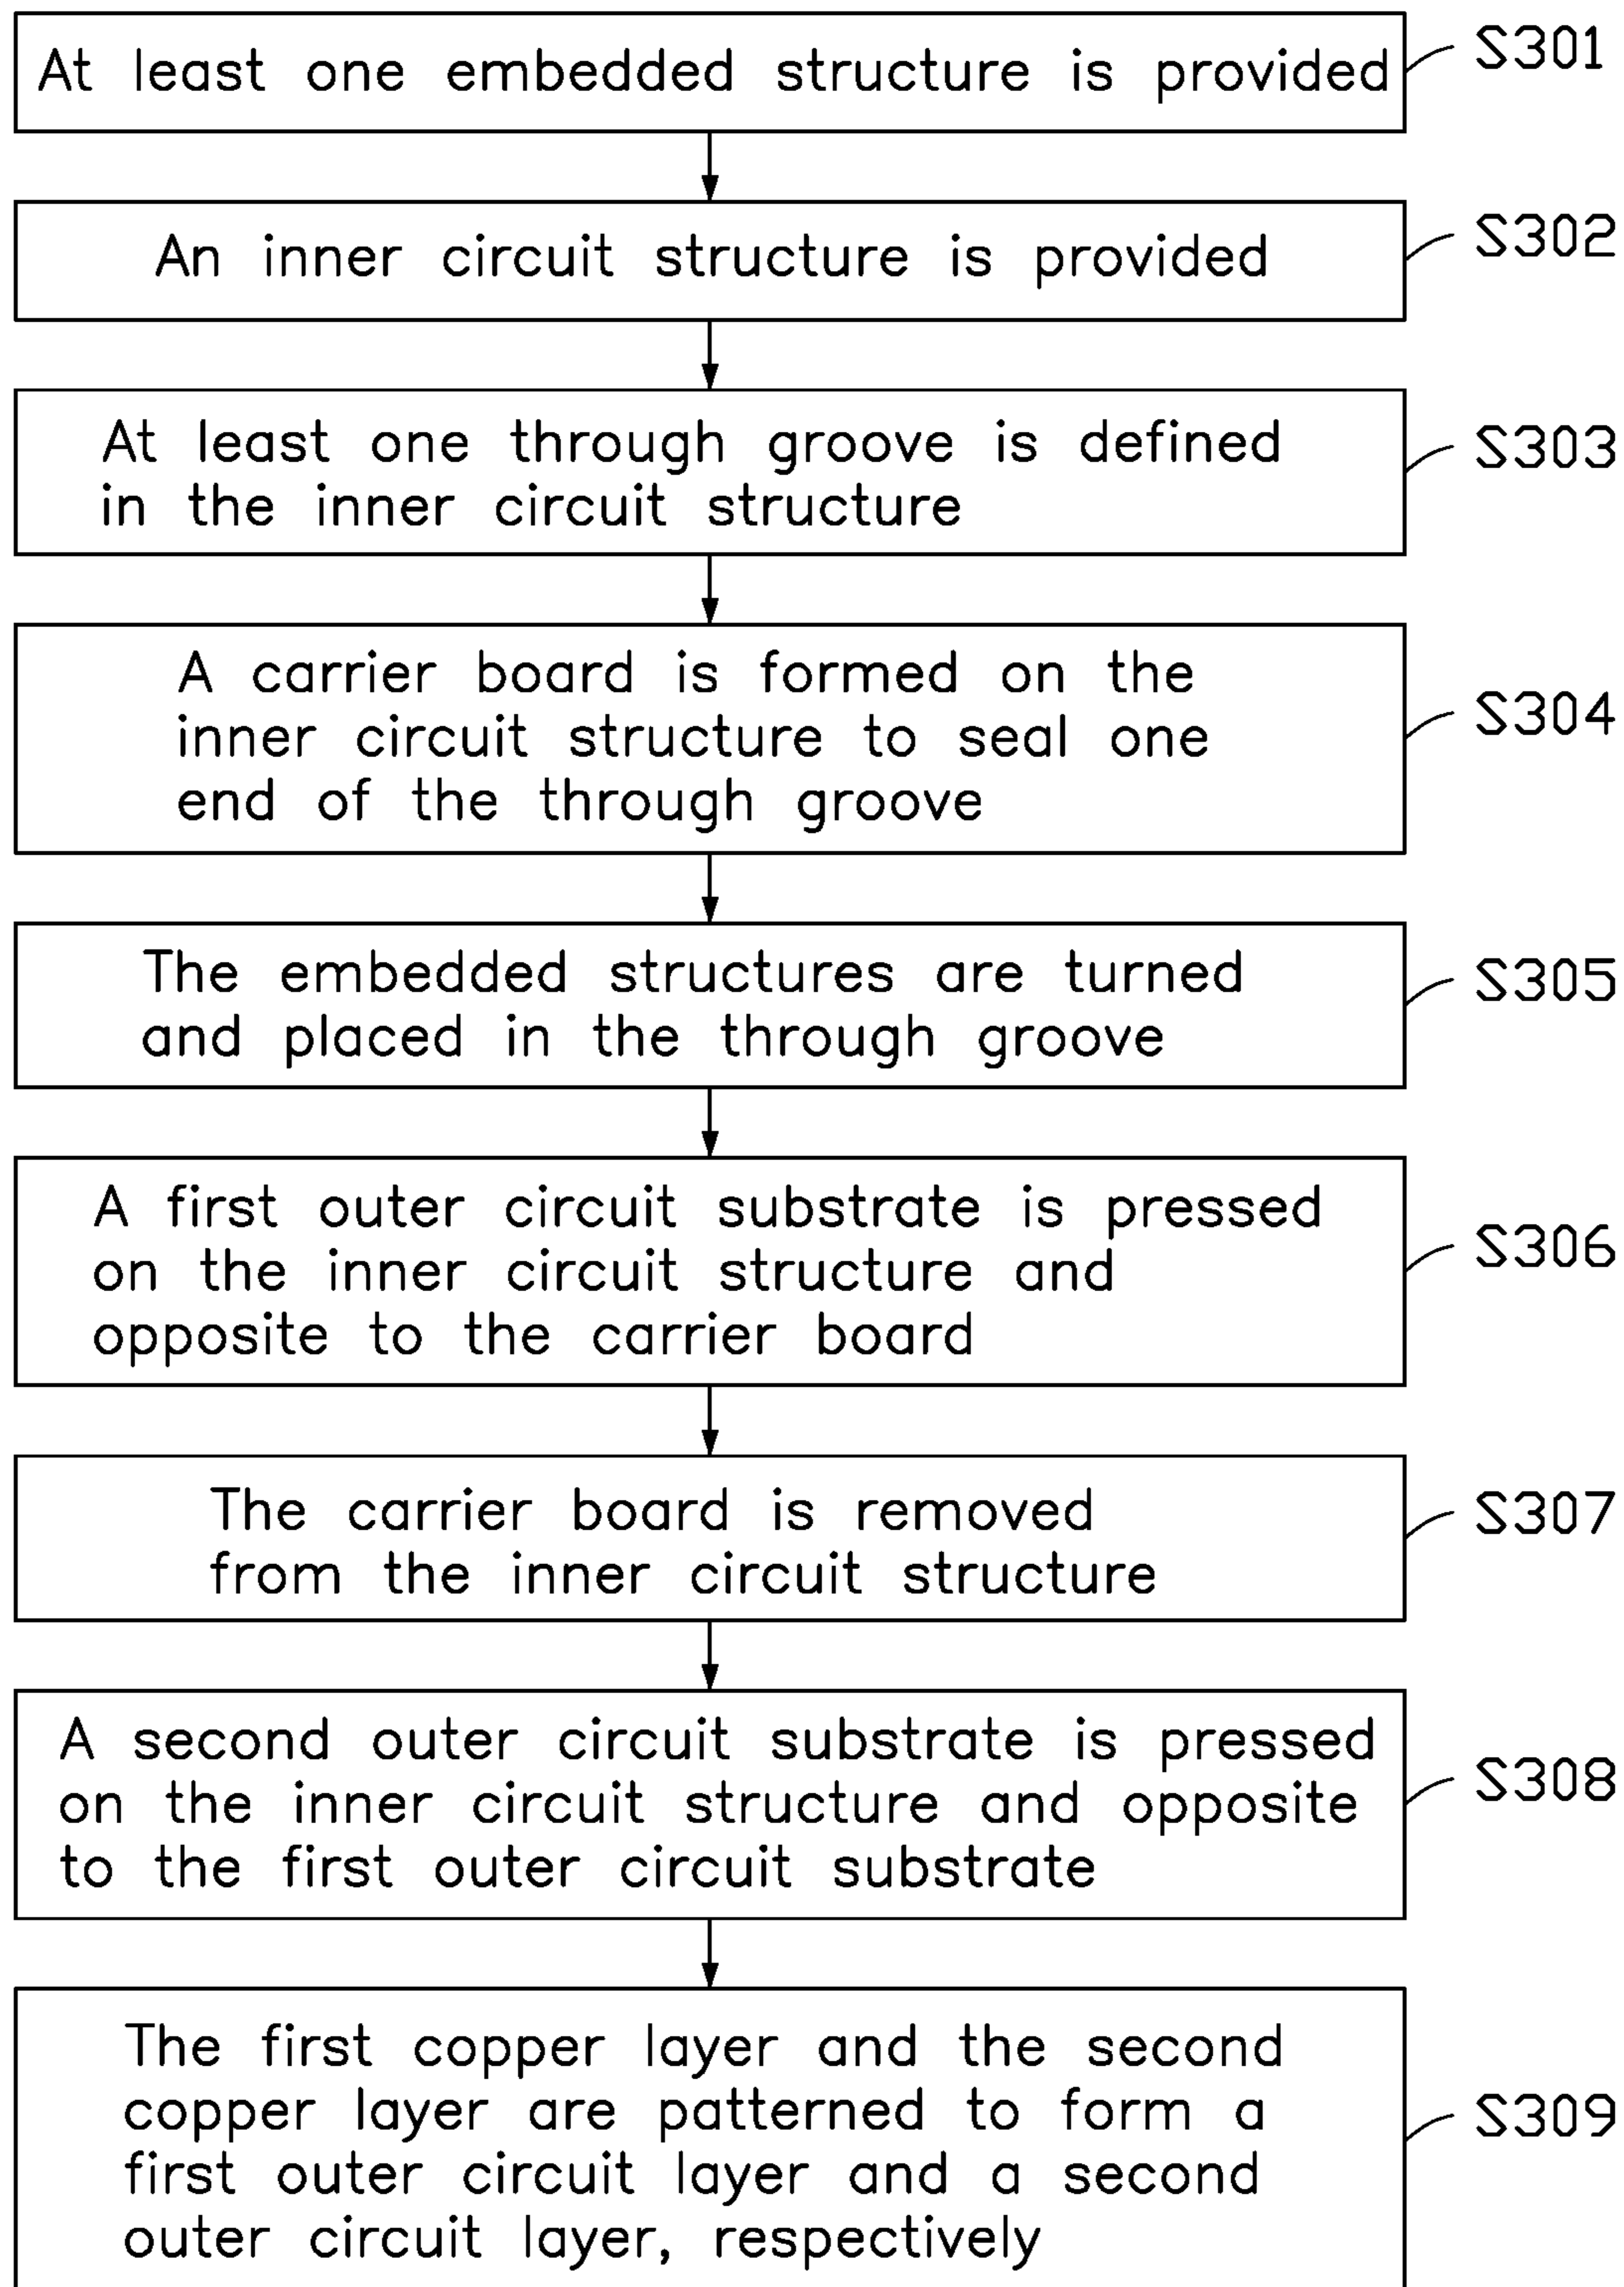 At least one embedded structure is provided
S301
An inner circuit structure is provided
S302
At least one through groove is defined
in the inner circuit structure
S303
A carrier board is formed on the
inner circuit structure to seal one
end of the through groove
S304
The embedded structures are turned
and placed in the through groove
S305
A first outer circuit substrate is pressed
on the inner circuit structure and
opposite to the carrier board
S306
The carrier board is removed
from the inner circuit structure
S307
A second outer circuit substrate is pressed
on the inner circuit structure and opposite
to the first outer circuit substrate
S308
The first copper layer and the second
copper layer are patterned to form a
first outer circuit layer and a second
outer circuit layer, respectively
S309